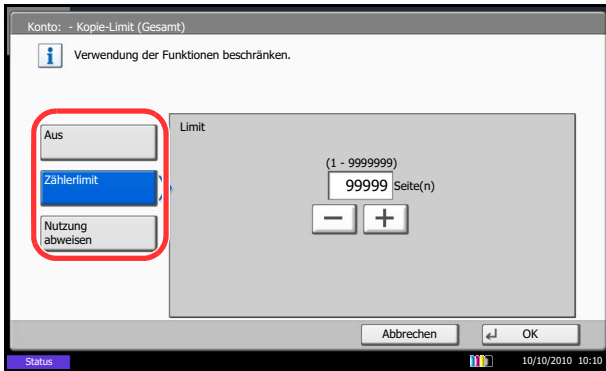 Konto: - Kopie-Limit (Gesamt)
Verwendung der Funktionen beschränken.
Aus
Limit
(1 - 9999999)
Zählerlimit
99999 Seite(n)
Nutzung
abweisen
Abbrechen
OK
Status
10/10/2010 10:10